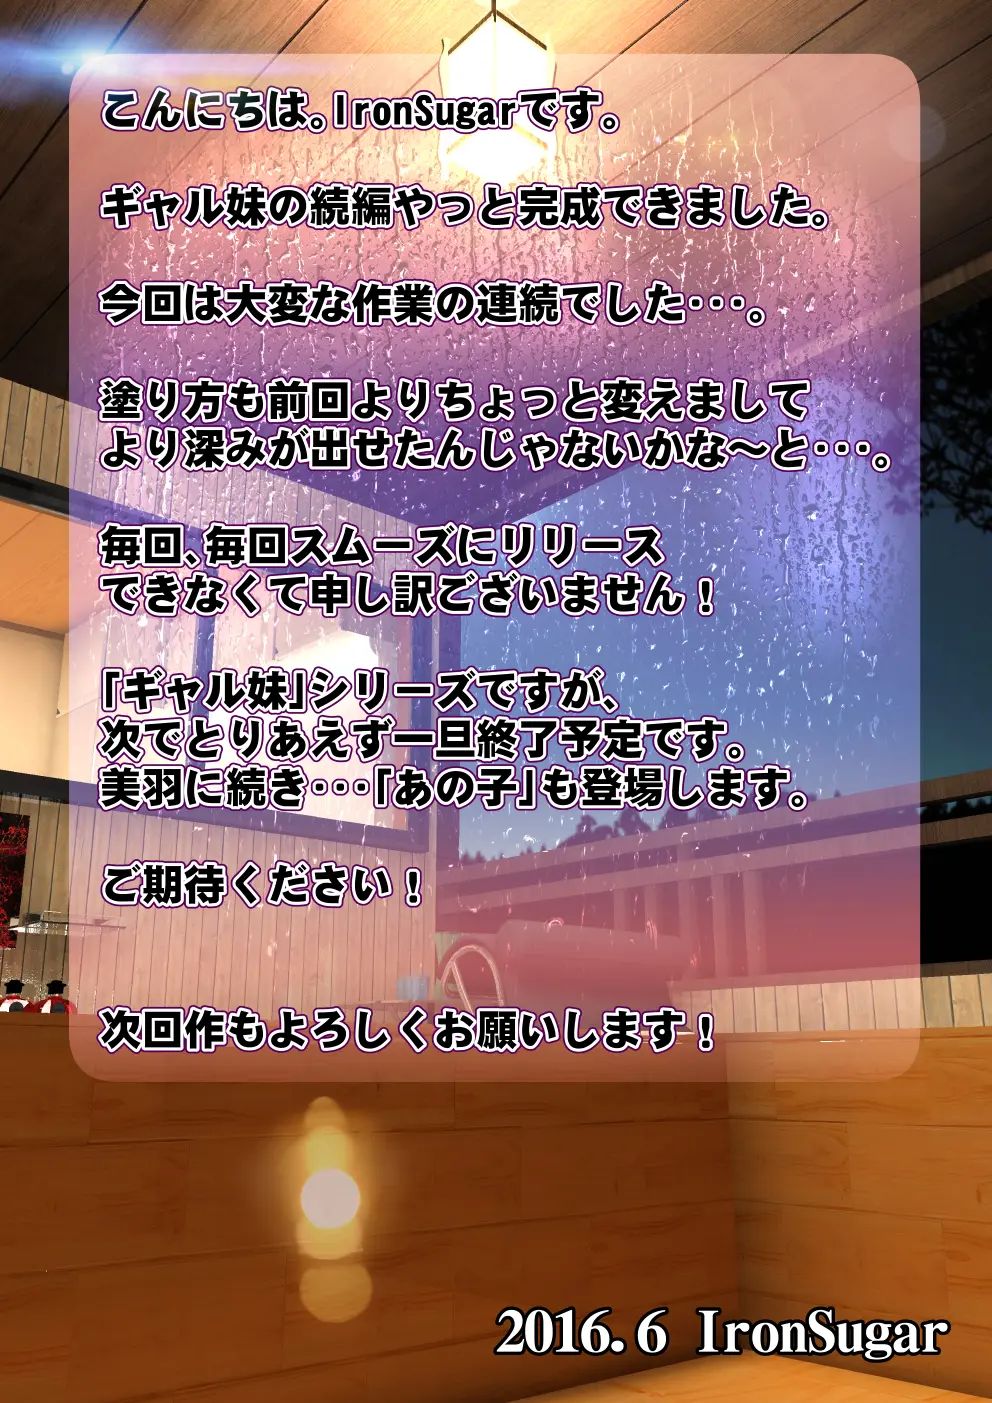 こんにちは。IronSugarです。
ギャル妹の続編やっと完成できました。
今回は大変な作業の連続でした･･･。
塗り方も前回よりちょっと変えまして
より深みが出せたんじゃないかな～と･･･。
毎回、毎回スムーズにリリース
できなくて申し訳ございません！
「ギャル妹」シリーズですが、
次でとりあえず一旦終了予定です。
美羽に続き･･･「あの子」も登場します。
ご期待ください！
次回作もよろしくお願いします！
2016.6 IronSugar